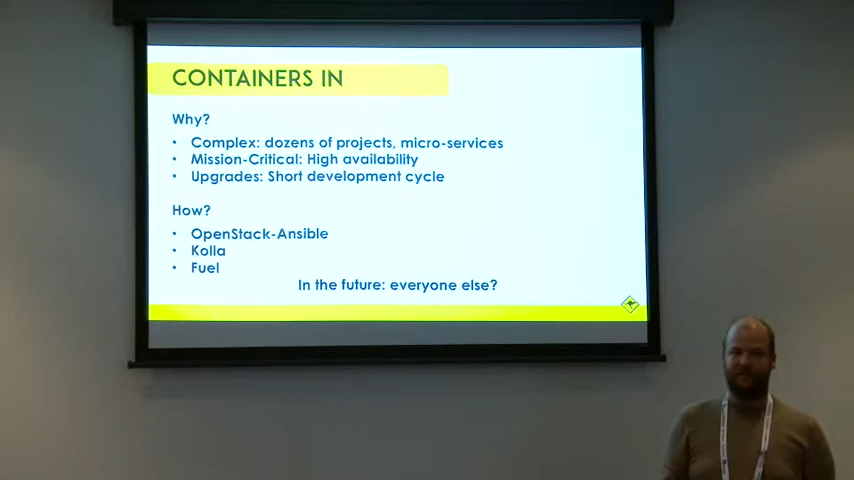 CONTAINERS IN
Why?
• Complex: dozens of projects, micro-services
• Mission-Critical: High availability
• Upgrades: Short development cycle
How?
• OpenStack-Ansible
• Kolla
• Fuel
In the future: everyone else?